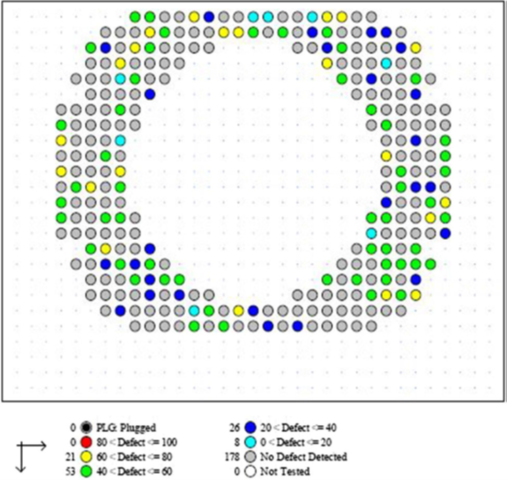 0 PLG: Plugged
0 80 < Defect <= 100
21 60 < Defect <= 80
53 40 < Defect <= 60
26 20 < Defect <= 40
8 0 < Defect <= 20
178 No Defect Detected
0 Not Tested